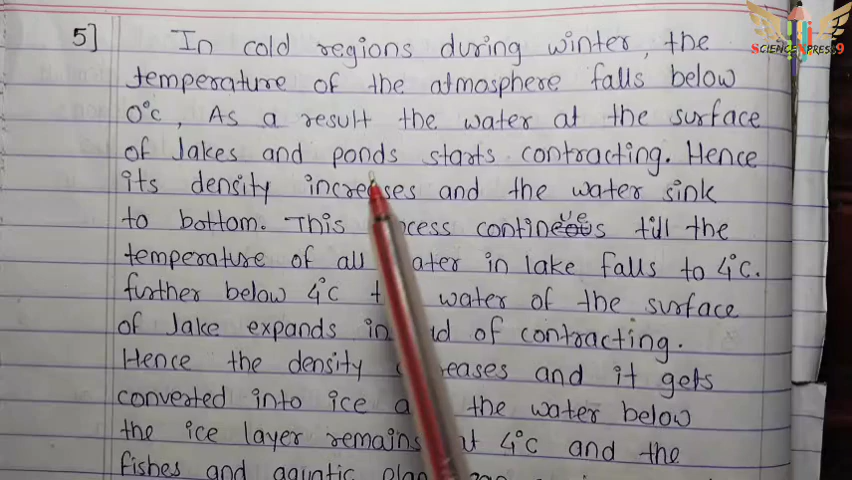 SCIENCEXPRESS9
5] In cold regions during winter, the
temperature of the atmosphere falls below
0°c, As a result the water at the surface
of lakes and ponds starts contracting. Hence
its density increases and the water sink
to bottom. This continues till the
temperature of all water in lake falls to 4°c.
further below 4°c water of the surface
of lake expands of contracting.
Hence the density and it gets
converted into ice the water below
the ice layer remains 4°c and the
fishes and aquatic